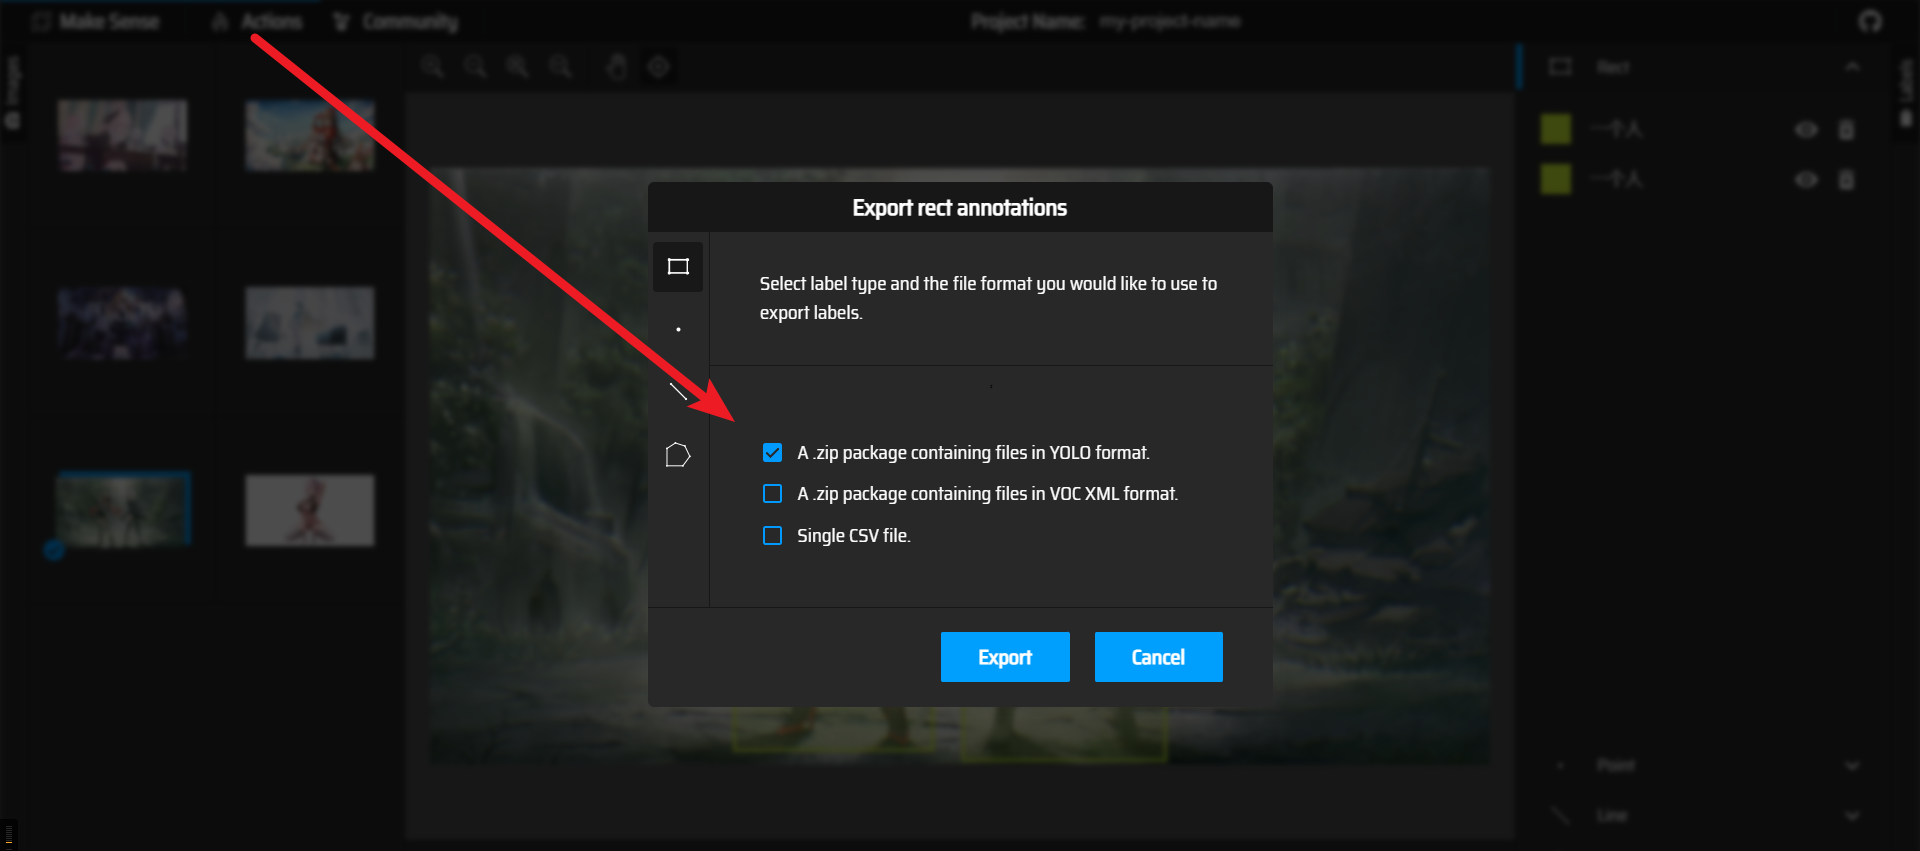 Make Sense
Actions
Community
Project Name: my-project-name
Images
Rect
Labels
一个人
一个人
Export rect annotations
Select label type and the file format you would like to use to
export labels.
A .zip package containing files in YOLO format.
A .zip package containing files in VOC XML format.
Single CSV file.
Export
Cancel
Point
Line